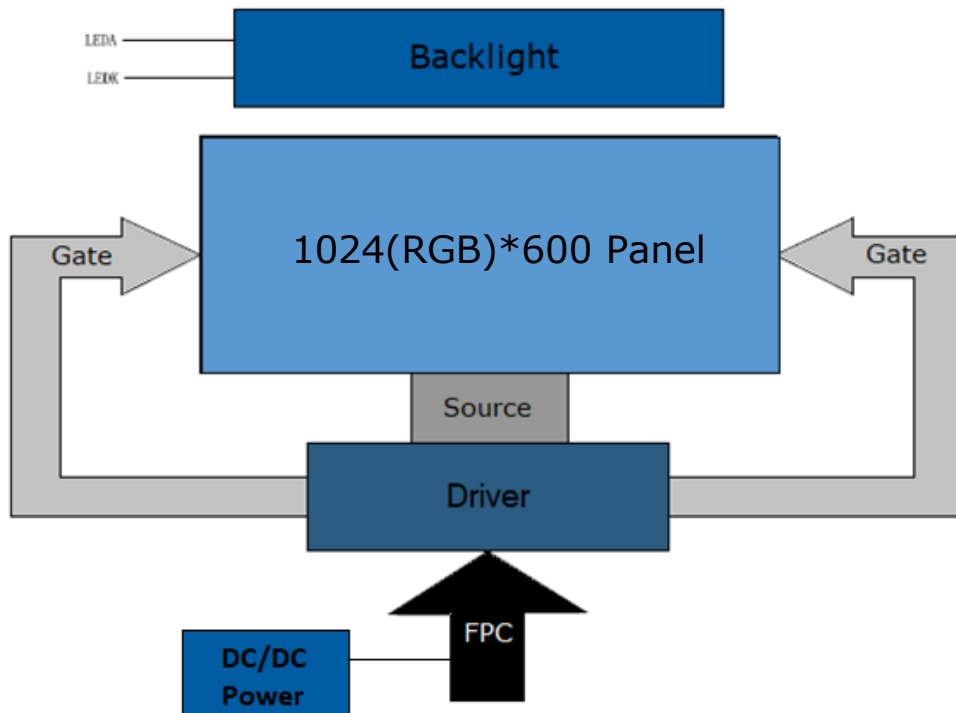 LEDA
LEDK
Backlight
Gate
1024(RGB)*600 Panel
Gate
Source
Driver
FPC
DC/DC
Power